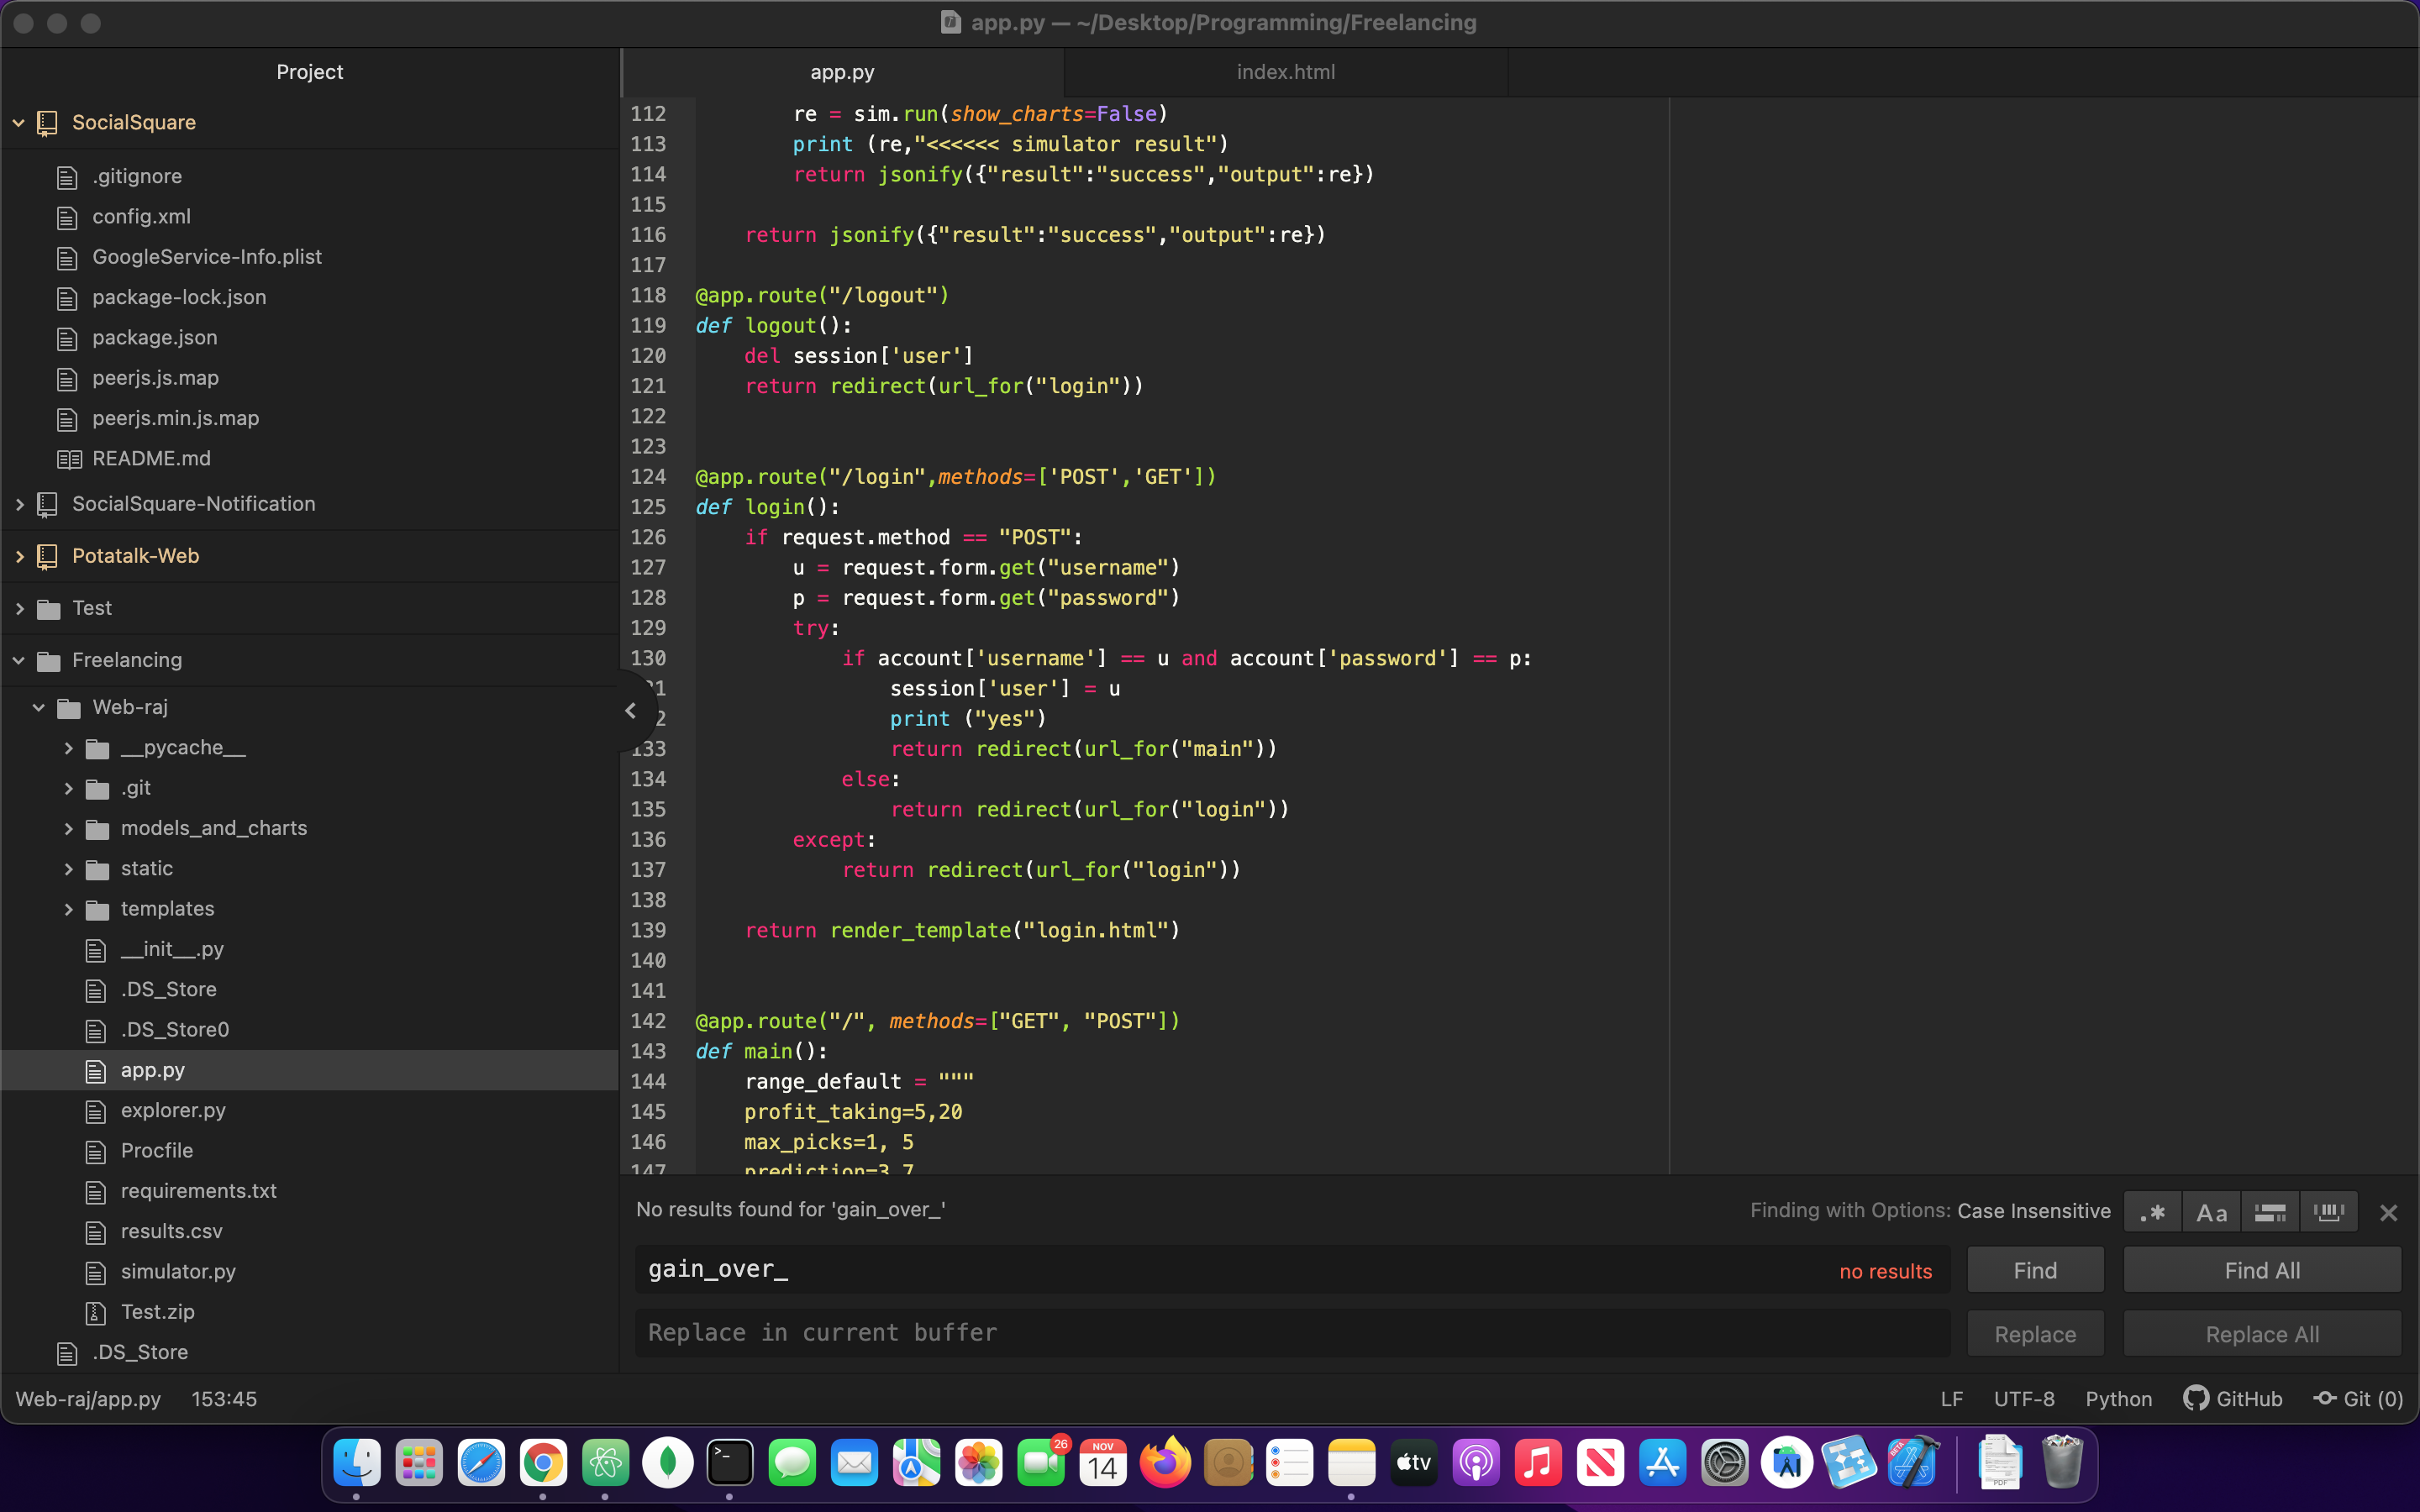 app.py — ~/Desktop/Programming/Freelancing
Project
SocialSquare
.gitignore
config.xml
GoogleService-Info.plist
package-lock.json
package.json
peerjs.js.map
peerjs.min.js.map
README.md
SocialSquare-Notification
Potatalk-Web
Test
Freelancing
Web-raj
__pycache__
.git
models_and_charts
static
templates
__init__.py
.DS_Store
.DS_Store0
app.py
explorer.py
Procfile
requirements.txt
results.csv
simulator.py
Test.zip
.DS_Store
app.py
index.html
112 re = sim.run(show_charts=False)
113 print (re,"<<<<<< simulator result")
114 return jsonify({"result":"success","output":re})
115
116 return jsonify({"result":"success","output":re})
117
118 @app.route("/logout")
119 def logout():
120 del session['user']
121 return redirect(url_for("login"))
122
123
124 @app.route("/login",methods=['POST','GET'])
125 def login():
126 if request.method == "POST":
127 u = request.form.get("username")
128 p = request.form.get("password")
129 try:
130 if account['username'] == u and account['password'] == p:
1 session['user'] = u
2 print ("yes")
133 return redirect(url_for("main"))
134 else:
135 return redirect(url_for("login"))
136 except:
137 return redirect(url_for("login"))
138
139 return render_template("login.html")
140
141
142 @app.route("/", methods=["GET", "POST"])
143 def main():
144 range_default = """
145 profit_taking=5,20
146 max_picks=1, 5
147 prediction=3,7
No results found for 'gain_over_'
Finding with Options: Case Insensitive
.*
Aa
gain_over_
no results
Find
Find All
Replace in current buffer
Replace
Replace All
Web-raj/app.py 153:45
LF UTF-8 Python GitHub Git (0)
26
NOV
14
tv
BETA
PDF